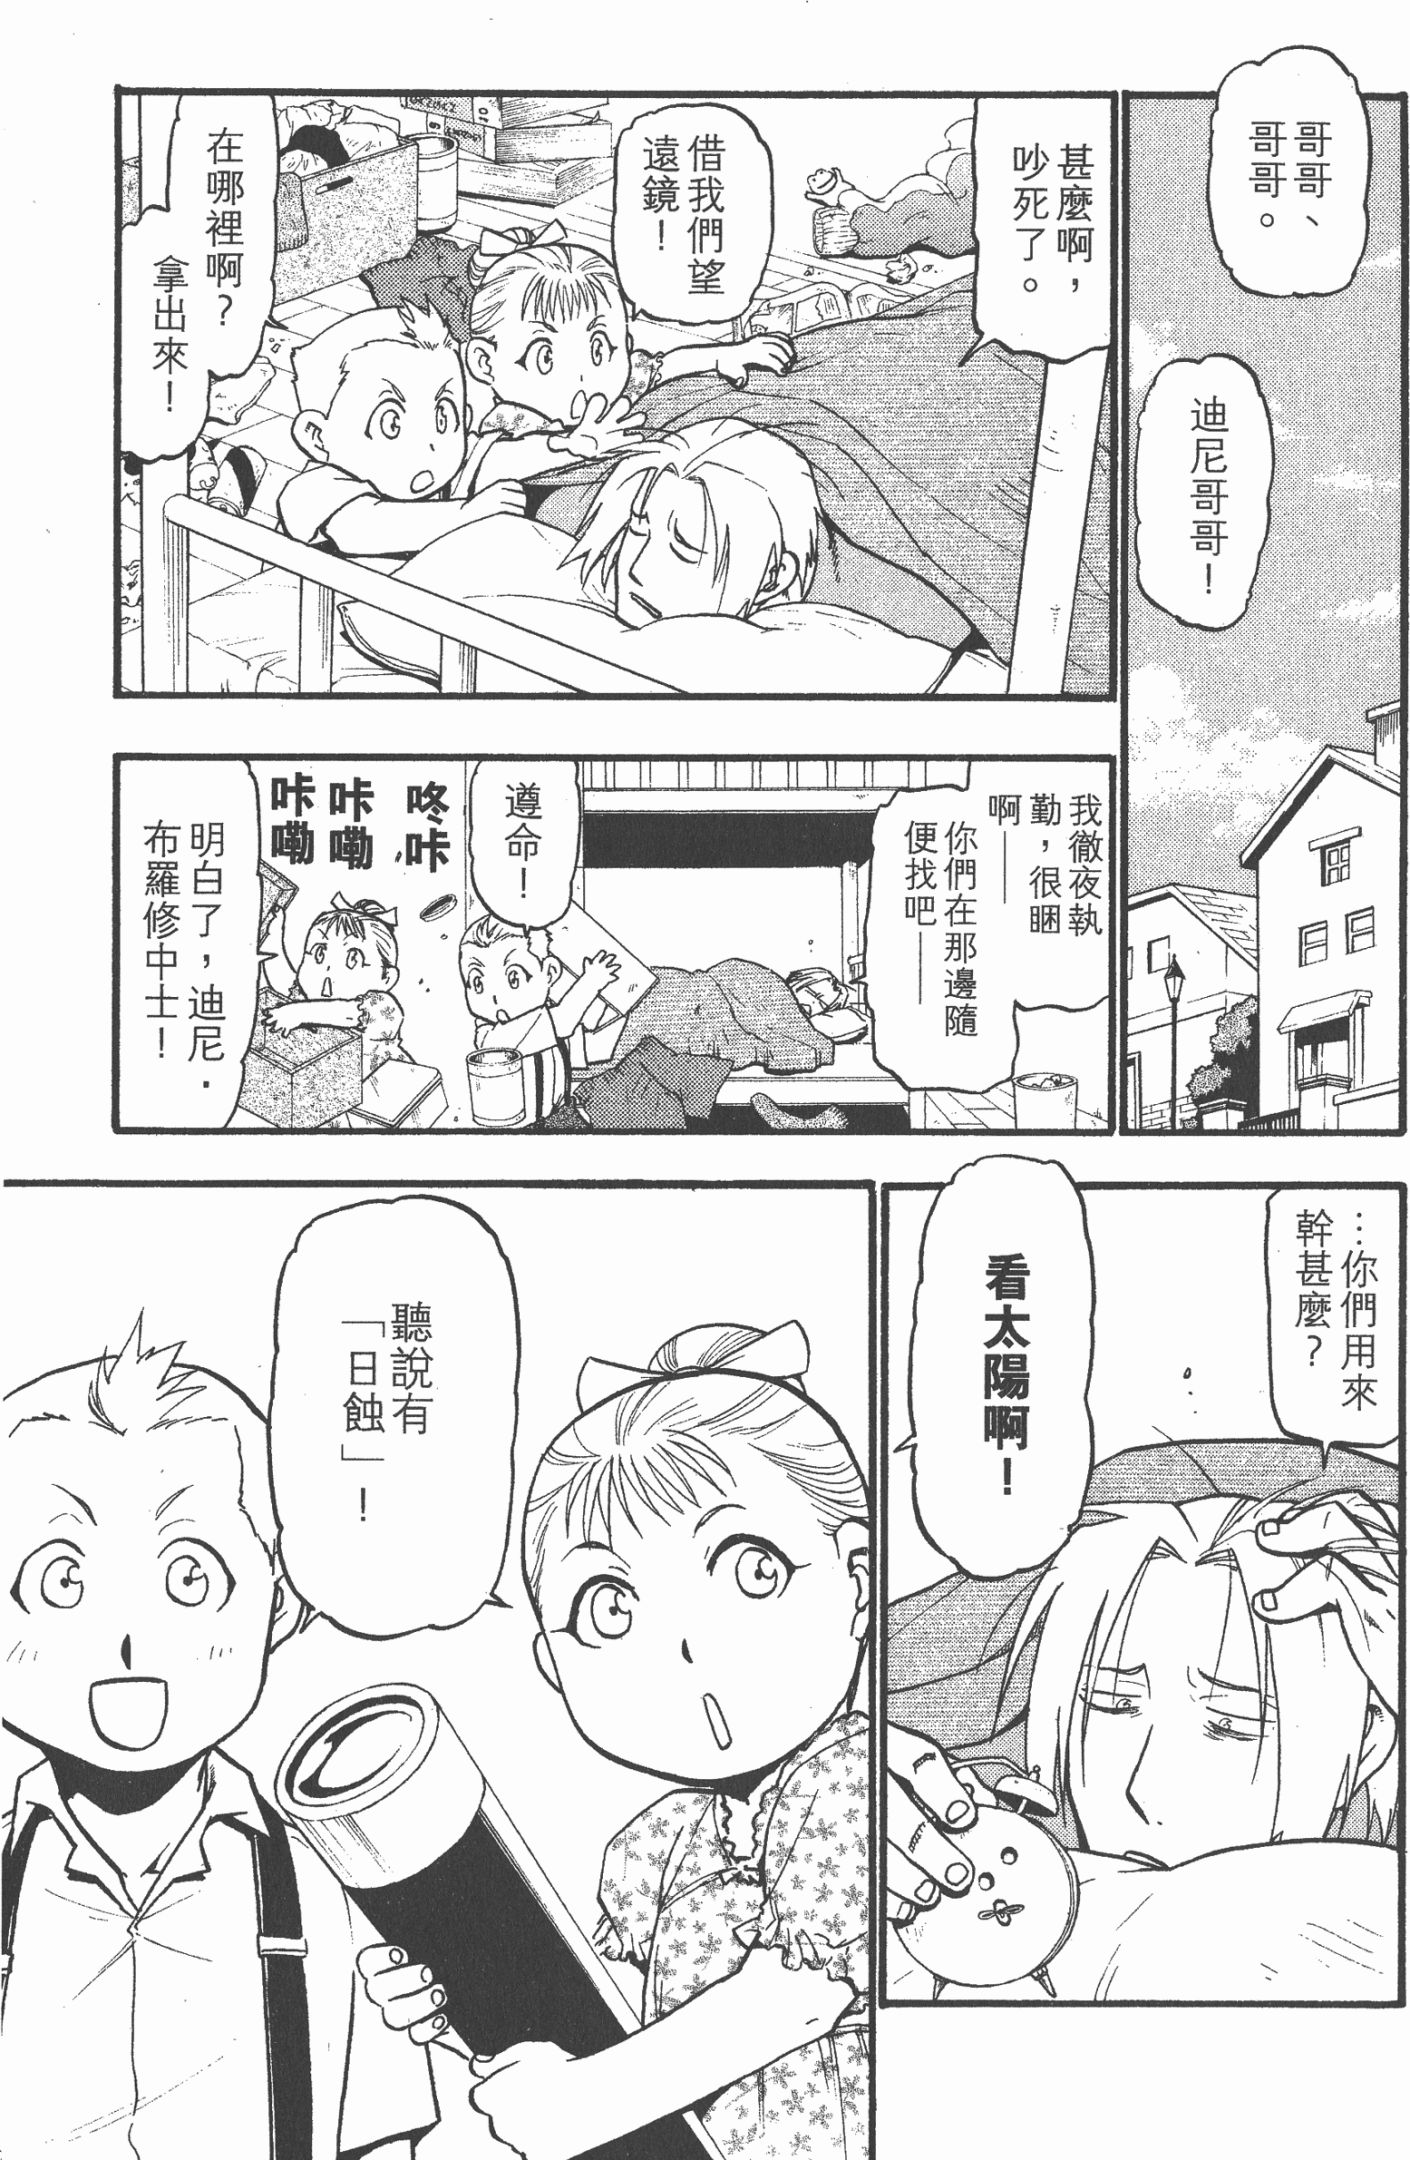 哥哥、
哥哥。
迪尼哥哥！
甚麼啊，
吵死了。
借我們望
遠鏡！
在哪裡啊？
拿出來！
我徹夜執
勤，很睏
啊——
你們在那邊隨
便找吧——
遵命！
咚咔
咔嘞
咔嘞
明白了，迪尼．
布羅修中士！
…你們用來
幹甚麼？
看太陽啊！
聽說有
「日蝕」！